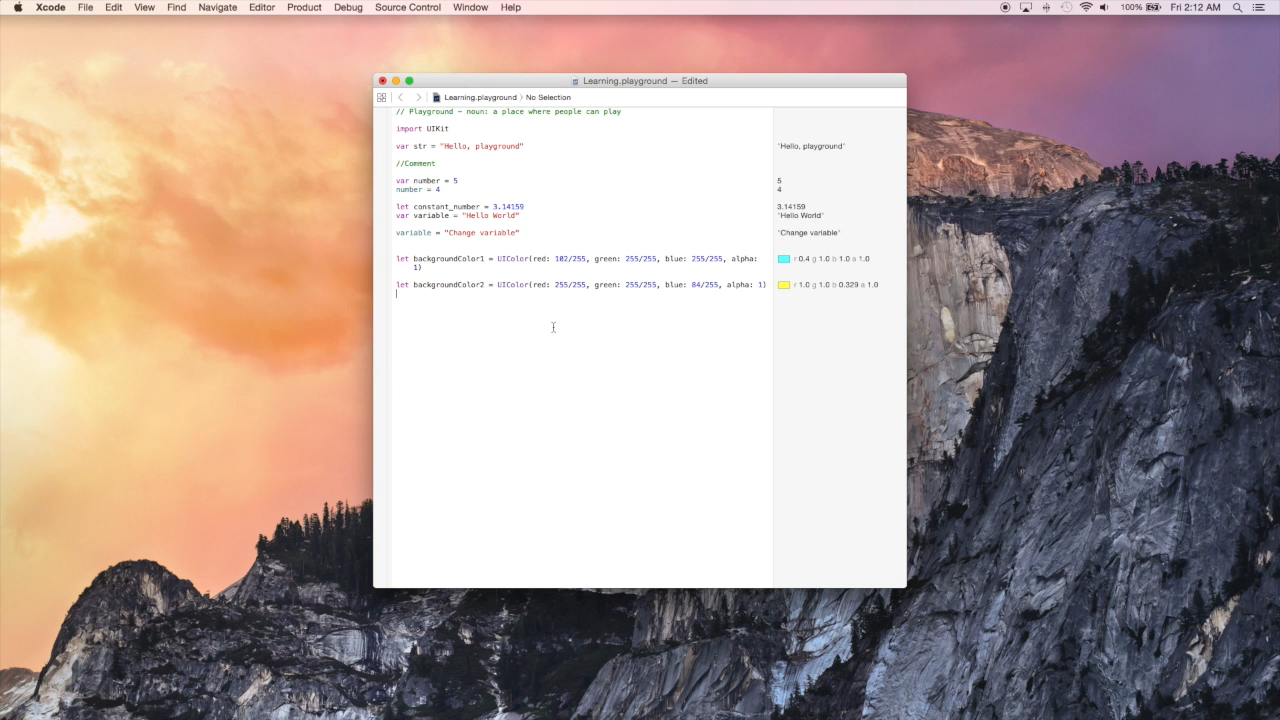 Xcode File Edit View Find Navigate Editor Product Debug Source Control Window Help 100% Fri 2:12 AM
Learning.playground — Edited
Learning.playground No Selection
// Playground - noun: a place where people can play
import UIKit
var str = "Hello, playground" "Hello, playground"
//Comment
var number = 5 5
number = 4 4
let constant_number = 3.14159 3.14159
var variable = "Hello World" "Hello World"
variable = "Change variable" "Change variable"
let backgroundColor1 = UIColor(red: 102/255, green: 255/255, blue: 255/255, alpha: r 0.4 g 1.0 b 1.0 a 1.0
1)
let backgroundColor2 = UIColor(red: 255/255, green: 255/255, blue: 84/255, alpha: 1) r 1.0 g 1.0 b 0.329 a 1.0